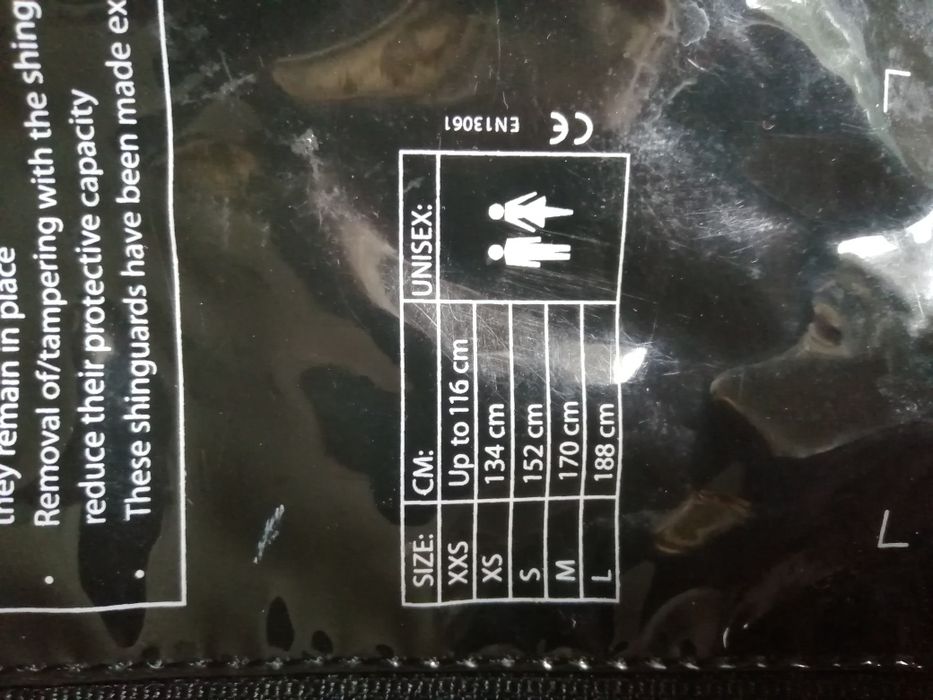 they remain in place
• Removal of/tampering with the shing
reduce their protective capacity
• These shinguards have been made ex
SIZE: CM: UNISEX:
XXS Up to 116 cm
XS 134 cm
S 152 cm
M 170 cm
L 188 cm
CE
EN13061